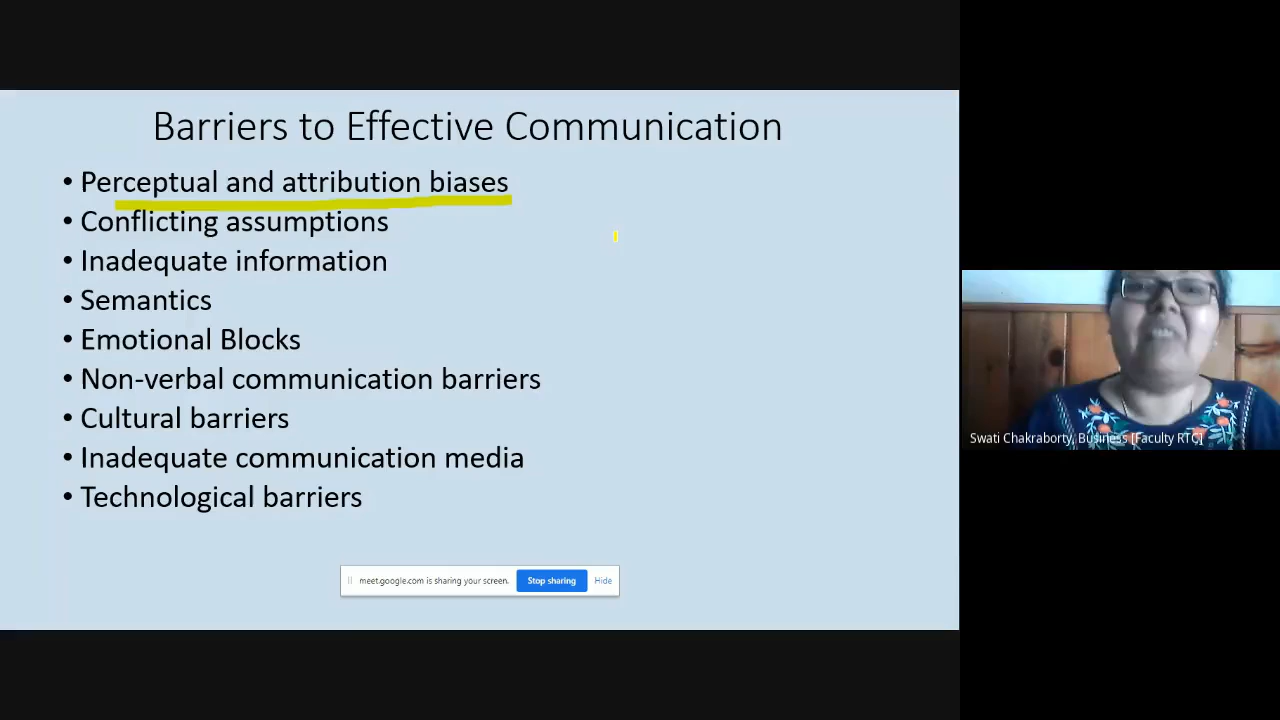 Barriers to Effective Communication
• Perceptual and attribution biases
• Conflicting assumptions
• Inadequate information
• Semantics
• Emotional Blocks
• Non-verbal communication barriers
• Cultural barriers
• Inadequate communication media
• Technological barriers
meet.google.com is sharing your screen. Stop sharing Hide
Swati Chakraborty, Business [Faculty RTC]